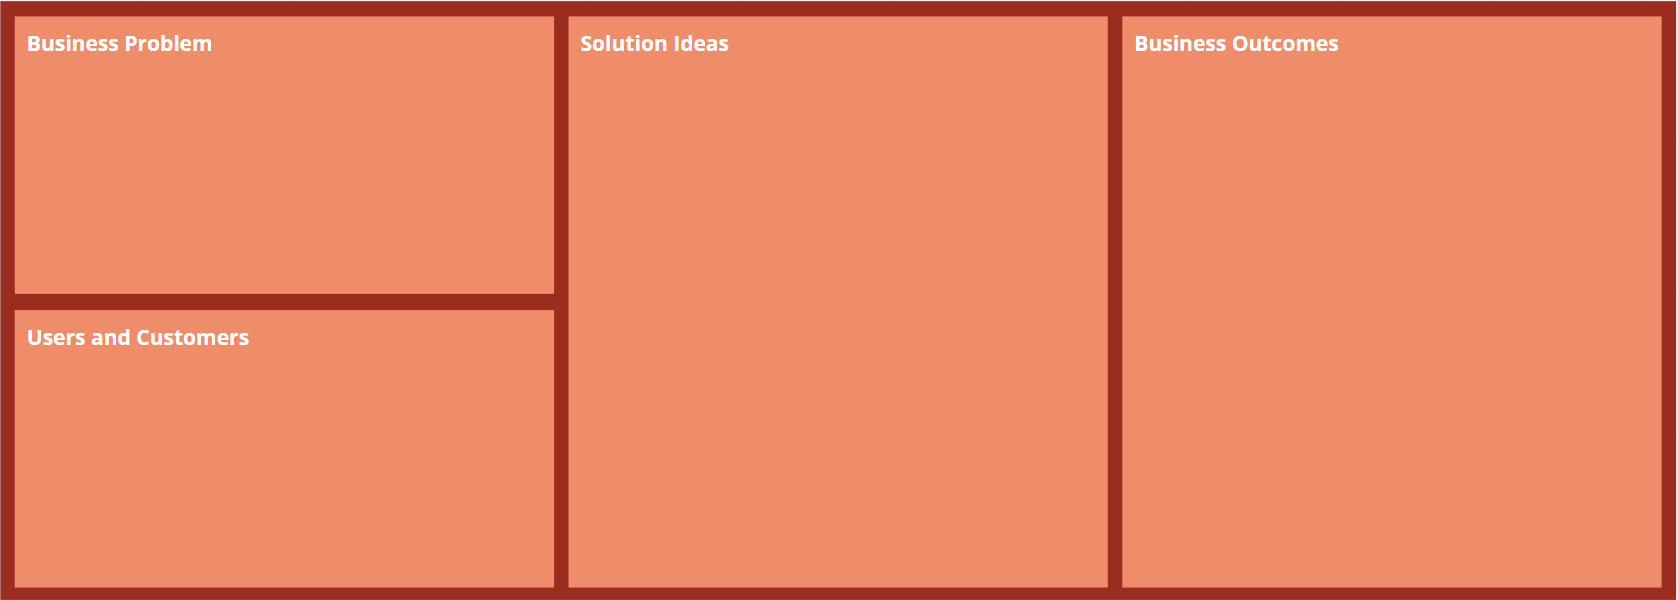 Business Problem
Users and Customers
Solution Ideas
Business Outcomes